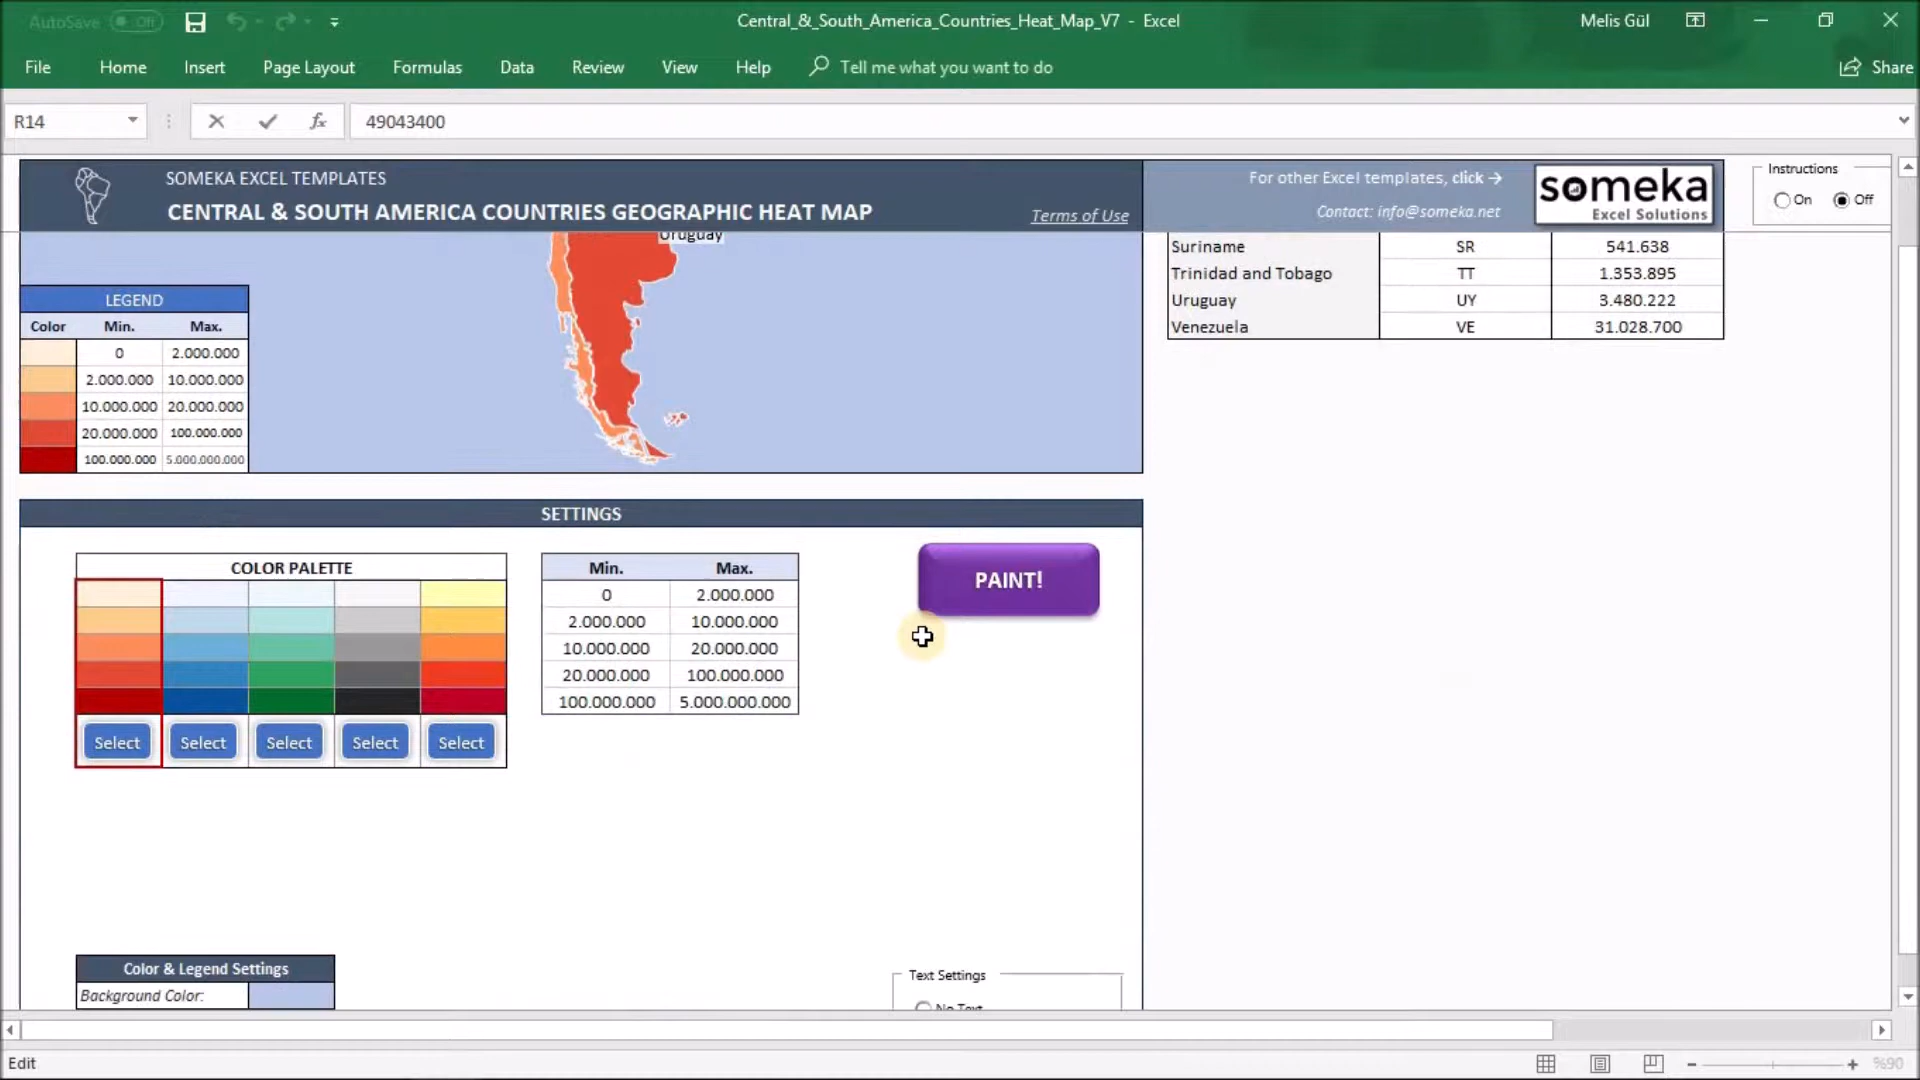 AutoSave Off
Central_&_South_America_Countries_Heat_Map_V7 - Excel
Melis Gül
File Home Insert Page Layout Formulas Data Review View Help Tell me what you want to do Share
R14 fx 49043400
SOMEKA EXCEL TEMPLATES
CENTRAL & SOUTH AMERICA COUNTRIES GEOGRAPHIC HEAT MAP
Terms of Use
For other Excel templates, click →
Contact: info@someka.net
someka
Excel Solutions
Instructions
On Off
Uruguay
Suriname SR 541.638
Trinidad and Tobago TT 1.353.895
Uruguay UY 3.480.222
Venezuela VE 31.028.700
LEGEND
Color Min. Max.
0 2.000.000
2.000.000 10.000.000
10.000.000 20.000.000
20.000.000 100.000.000
100.000.000 5.000.000.000
SETTINGS
COLOR PALETTE
Select Select Select Select Select
Min. Max.
0 2.000.000
2.000.000 10.000.000
10.000.000 20.000.000
20.000.000 100.000.000
100.000.000 5.000.000.000
PAINT!
Color & Legend Settings
Background Color:
Text Settings
No Text
Edit
%90